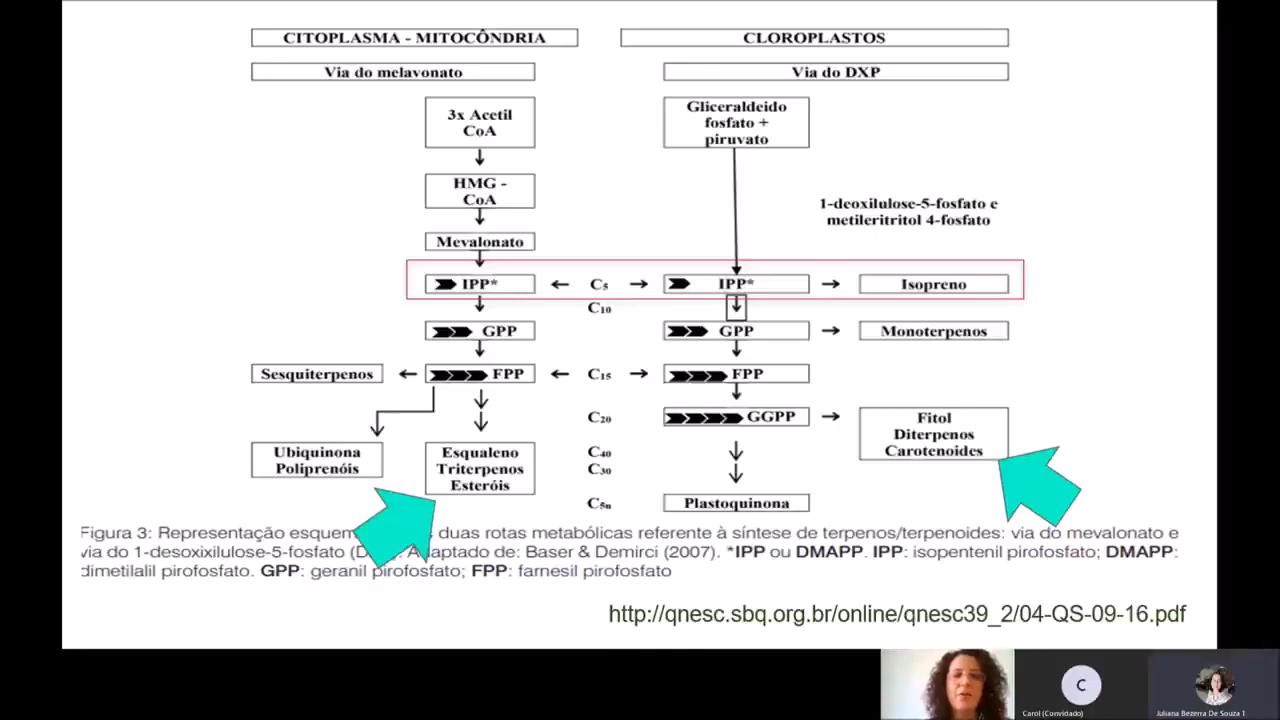 CITOPLASMA - MITOCÔNDRIA
CLOROPLASTOS
Via do melavonato
Via do DXP
3x Acetil
CoA
Gliceraldeido
fosfato +
piruvato
HMG -
CoA
1-deoxilulose-5-fosfato e
metileritritol 4-fosfato
Mevalonato
IPP*
C5
IPP*
Isopreno
C10
GPP
GPP
Monoterpenos
Sesquiterpenos
FPP
C15
FPP
C20
GGPP
Fitol
Diterpenos
Carotenoides
Ubiquinona
Poliprenóis
Esqualeno
Triterpenos
Esteróis
C40
C30
C5n
Plastoquinona
Figura 3: Representação esquem duas rotas metabólicas referente à síntese de terpenos/terpenoides: via do mevalonato e
via do 1-desoxixilulose-5-fosfato (D Adaptado de: Baser & Demirci (2007). *IPP ou DMAPP. IPP: isopentenil pirofosfato; DMAPP:
dimetilalil pirofosfato. GPP: geranil pirofosfato; FPP: farnesil pirofosfato
http://qnesc.sbq.org.br/online/qnesc39_2/04-QS-09-16.pdf
C
Carol (Convidado)
Juliana Bezerra De Souza 1